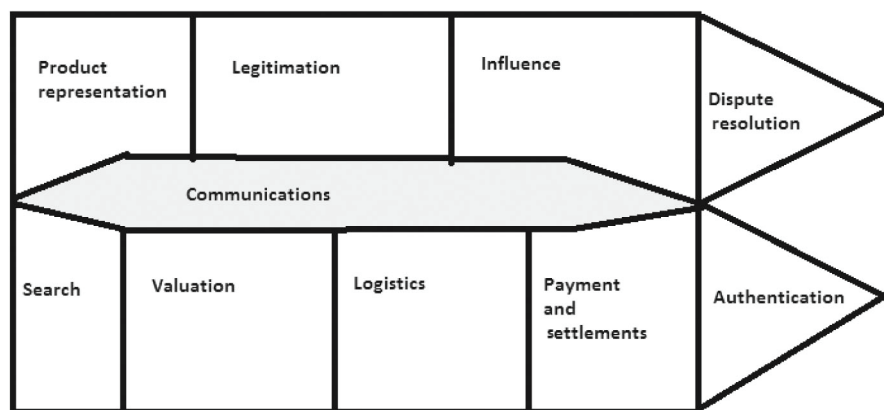 Product
representation
Legitimation
Influence
Dispute
resolution
Communications
Search
Valuation
Logistics
Payment
and
settlements
Authentication